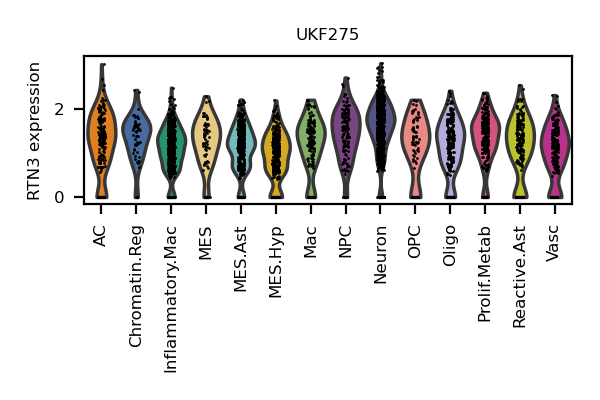 UKF275
RTN3 expression
2
0
AC
Chromatin.Reg
Inflammatory.Mac
MES
MES.Ast
MES.Hyp
Mac
NPC
Neuron
OPC
Oligo
Prolif.Metab
Reactive.Ast
Vasc